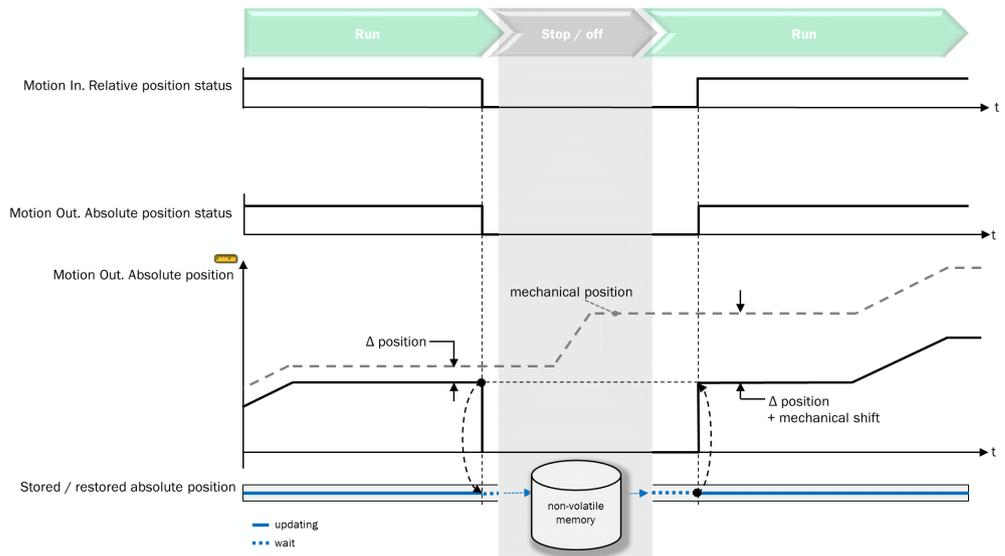 Run
Stop / off
Run
Motion In. Relative position status
t
Motion Out. Absolute position status
t
Motion Out. Absolute position
mechanical position
Δ position
Δ position
+ mechanical shift
t
Stored / restored absolute position
non-volatile
memory
updating
wait